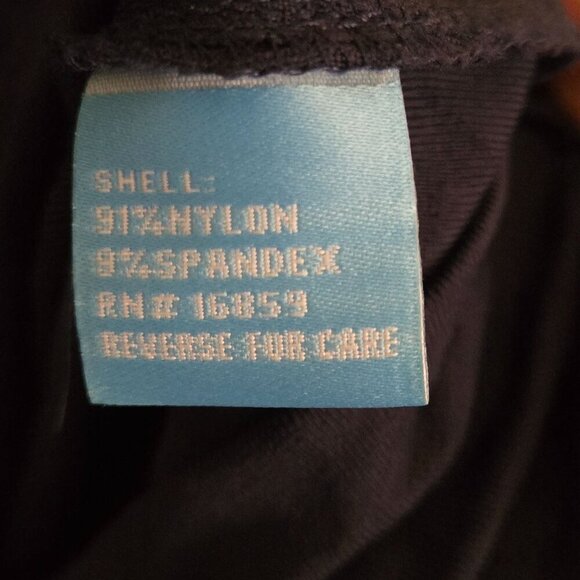 SHELL:
91%NYLON
9%SPANDEX
RN# 16859
REVERSE FOR CARE